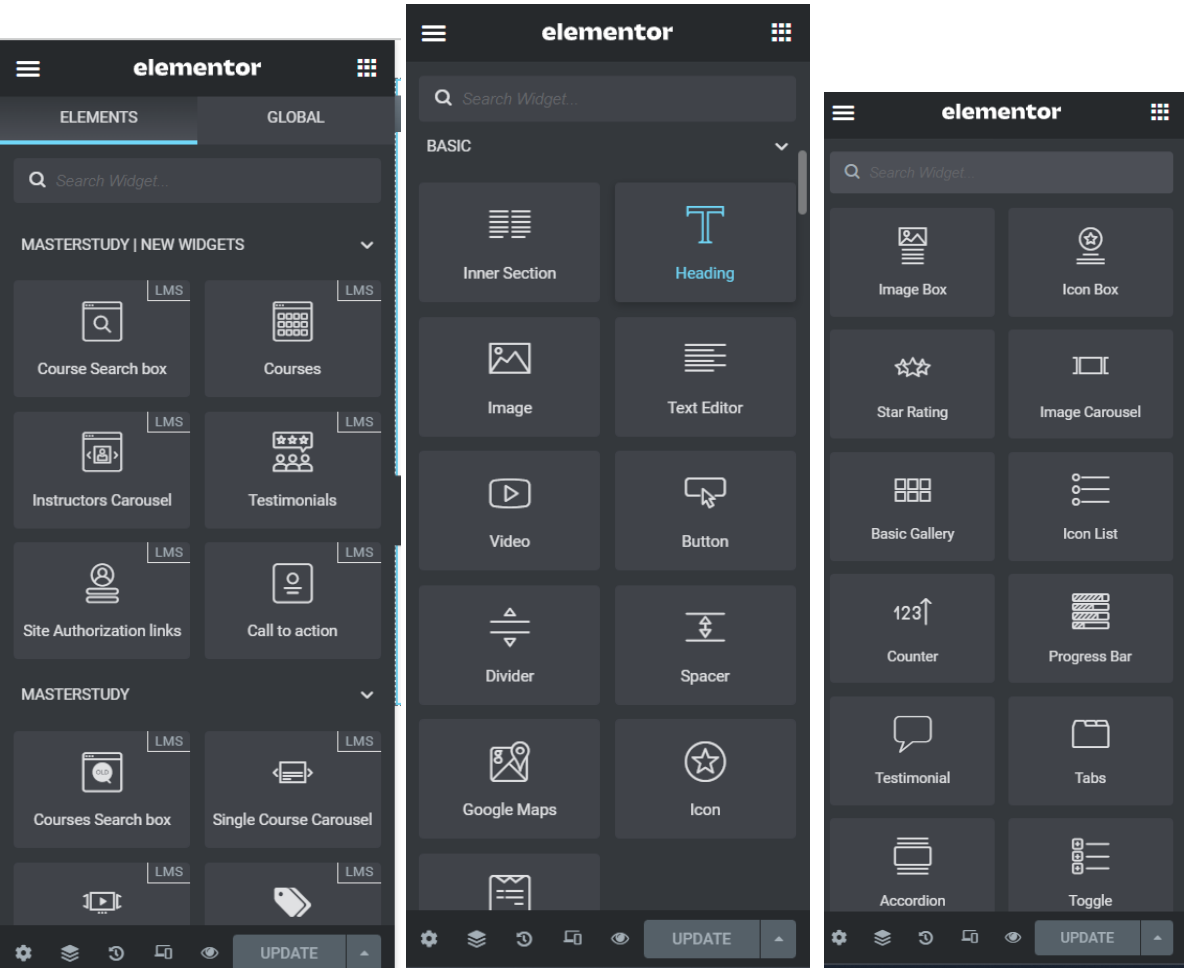 elementor
ELEMENTS GLOBAL
Search Widget...
MASTERSTUDY | NEW WIDGETS
LMS LMS
Course Search box Courses
LMS LMS
Instructors Carousel Testimonials
LMS LMS
Site Authorization links Call to action
MASTERSTUDY
LMS LMS
OLD
Courses Search box Single Course Carousel
LMS LMS
UPDATE
elementor
Search Widget...
BASIC
Inner Section Heading
Image Text Editor
Video Button
Divider Spacer
Google Maps Icon
UPDATE
elementor
Search Widget...
Image Box Icon Box
Star Rating Image Carousel
Basic Gallery Icon List
123
Counter Progress Bar
Testimonial Tabs
Accordion Toggle
UPDATE